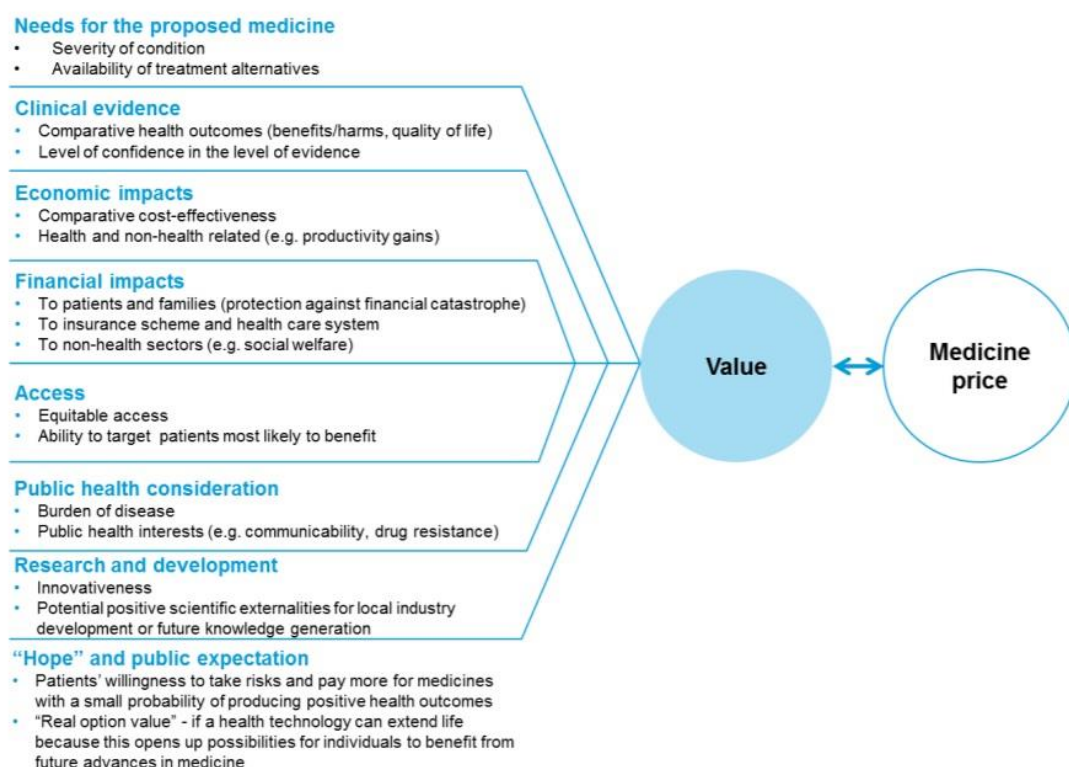 Needs for the proposed medicine
• Severity of condition
• Availability of treatment alternatives
Clinical evidence
• Comparative health outcomes (benefits/harms, quality of life)
• Level of confidence in the level of evidence
Economic impacts
• Comparative cost-effectiveness
• Health and non-health related (e.g. productivity gains)
Financial impacts
• To patients and families (protection against financial catastrophe)
• To insurance scheme and health care system
• To non-health sectors (e.g. social welfare)
Access
• Equitable access
• Ability to target patients most likely to benefit
Public health consideration
• Burden of disease
• Public health interests (e.g. communicability, drug resistance)
Research and development
• Innovativeness
• Potential positive scientific externalities for local industry
development or future knowledge generation
“Hope” and public expectation
• Patients’ willingness to take risks and pay more for medicines
with a small probability of producing positive health outcomes
• “Real option value” - if a health technology can extend life
because this opens up possibilities for individuals to benefit from
future advances in medicine
Value
Medicine
price